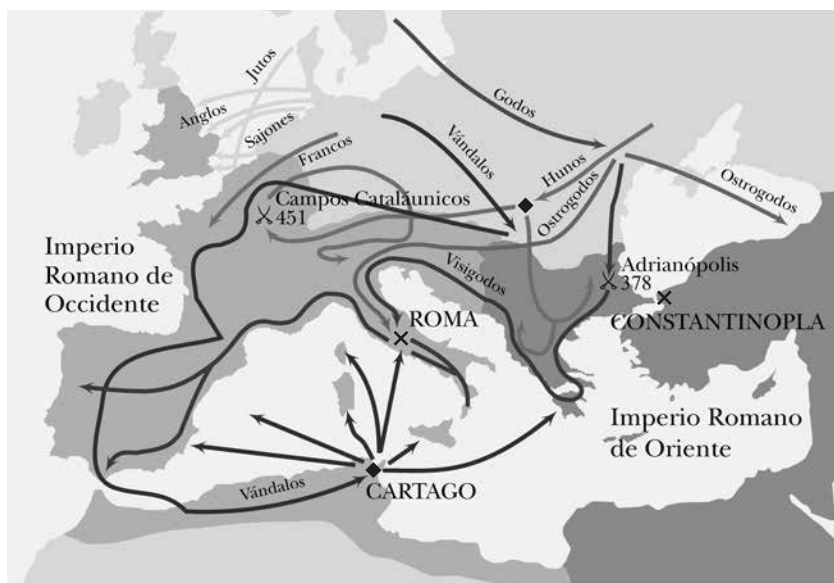 Jutos
Anglos
Sajones
Francos
Godos
Vándalos
Hunos
Ostrogodos
Ostrogodos
Campos Cataláunicos
451
Imperio
Romano de
Occidente
Visigodos
Adrianópolis
378
ROMA
CONSTANTINOPLA
Imperio Romano
de Oriente
Vándalos
CARTAGO